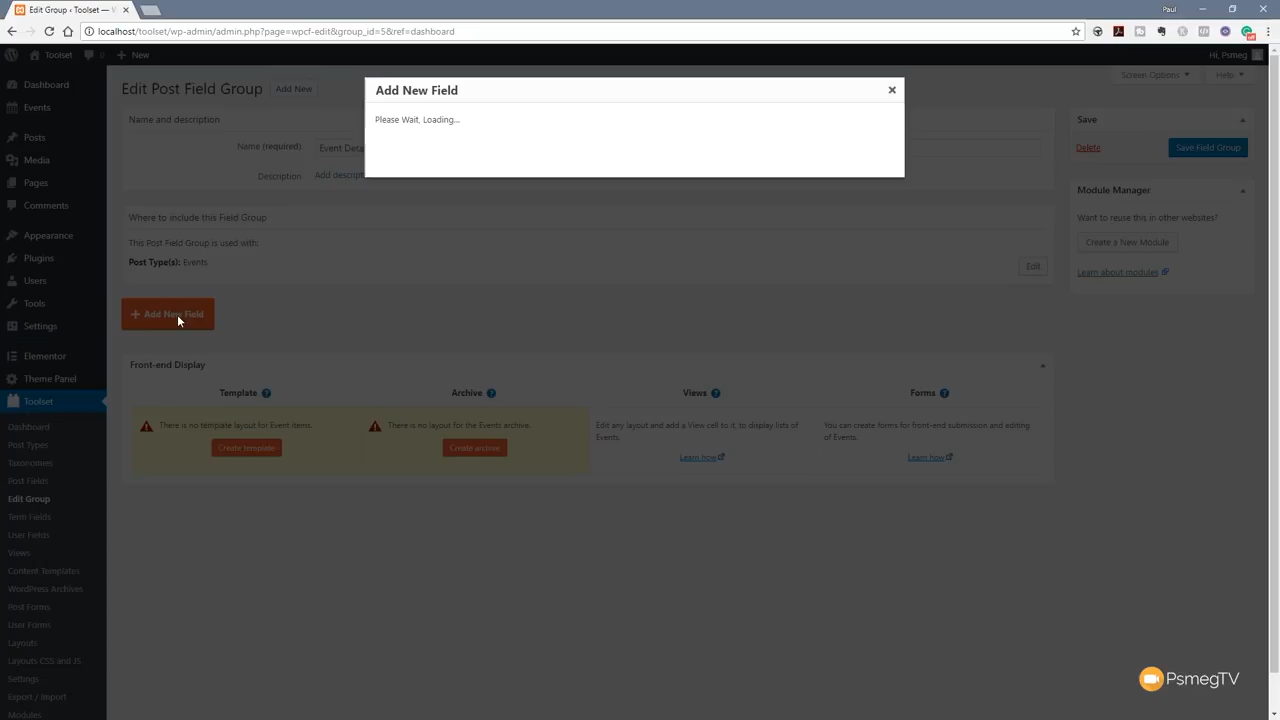 Edit Group ‹ Toolset — W
Paul
localhost/toolset/wp-admin/admin.php?page=wpcf-edit&group_id=5&ref=dashboard
Toolset
0
New
Hi, Psmeg
Dashboard
Events
Posts
Media
Pages
Comments
Appearance
Plugins
Users
Tools
Settings
Elementor
Theme Panel
Toolset
Dashboard
Post Types
Taxonomies
Post Fields
Edit Group
Term Fields
User Fields
Views
Content Templates
WordPress Archives
Post Forms
User Forms
Layouts
Layouts CSS and JS
Settings
Export / Import
Modules
Edit Post Field Group
Add New
Screen Options
Help
Add New Field
Please Wait, Loading...
Name and description
Name (required)
Event Deta
Description
Add descript
Where to include this Field Group
This Post Field Group is used with:
Post Type(s): Events
Edit
Add New Field
Front-end Display
Template
Archive
Views
Forms
There is no template layout for Event items.
Create template
There is no layout for the Events archive.
Create archive
Edit any layout and add a View cell to it, to display lists of
Events.
Learn how
You can create forms for front-end submission and editing
of Events.
Learn how
Save
Delete
Save Field Group
Module Manager
Want to reuse this in other websites?
Create a New Module
Learn about modules
PsmegTV